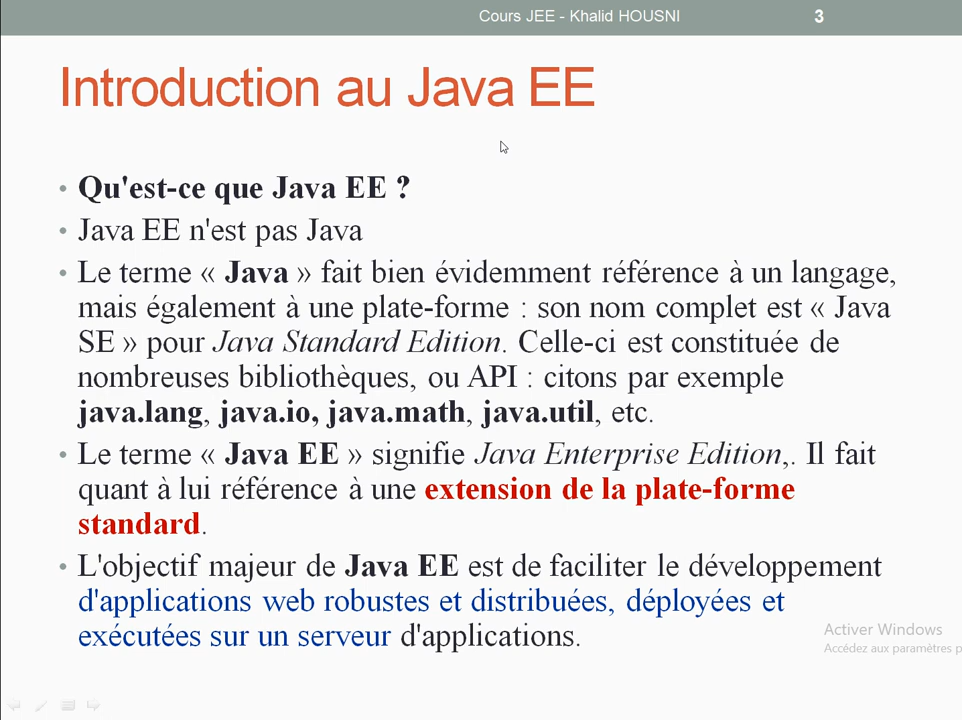 Cours JEE - Khalid HOUSNI 3
Introduction au Java EE
• Qu'est-ce que Java EE ?
• Java EE n'est pas Java
• Le terme « Java » fait bien évidemment référence à un langage,
mais également à une plate-forme : son nom complet est « Java
SE » pour Java Standard Edition. Celle-ci est constituée de
nombreuses bibliothèques, ou API : citons par exemple
java.lang, java.io, java.math, java.util, etc.
• Le terme « Java EE » signifie Java Enterprise Edition,. Il fait
quant à lui référence à une extension de la plate-forme
standard.
• L'objectif majeur de Java EE est de faciliter le développement
d'applications web robustes et distribuées, déployées et
exécutées sur un serveur d'applications.
Activer Windows
Accédez aux paramètres p